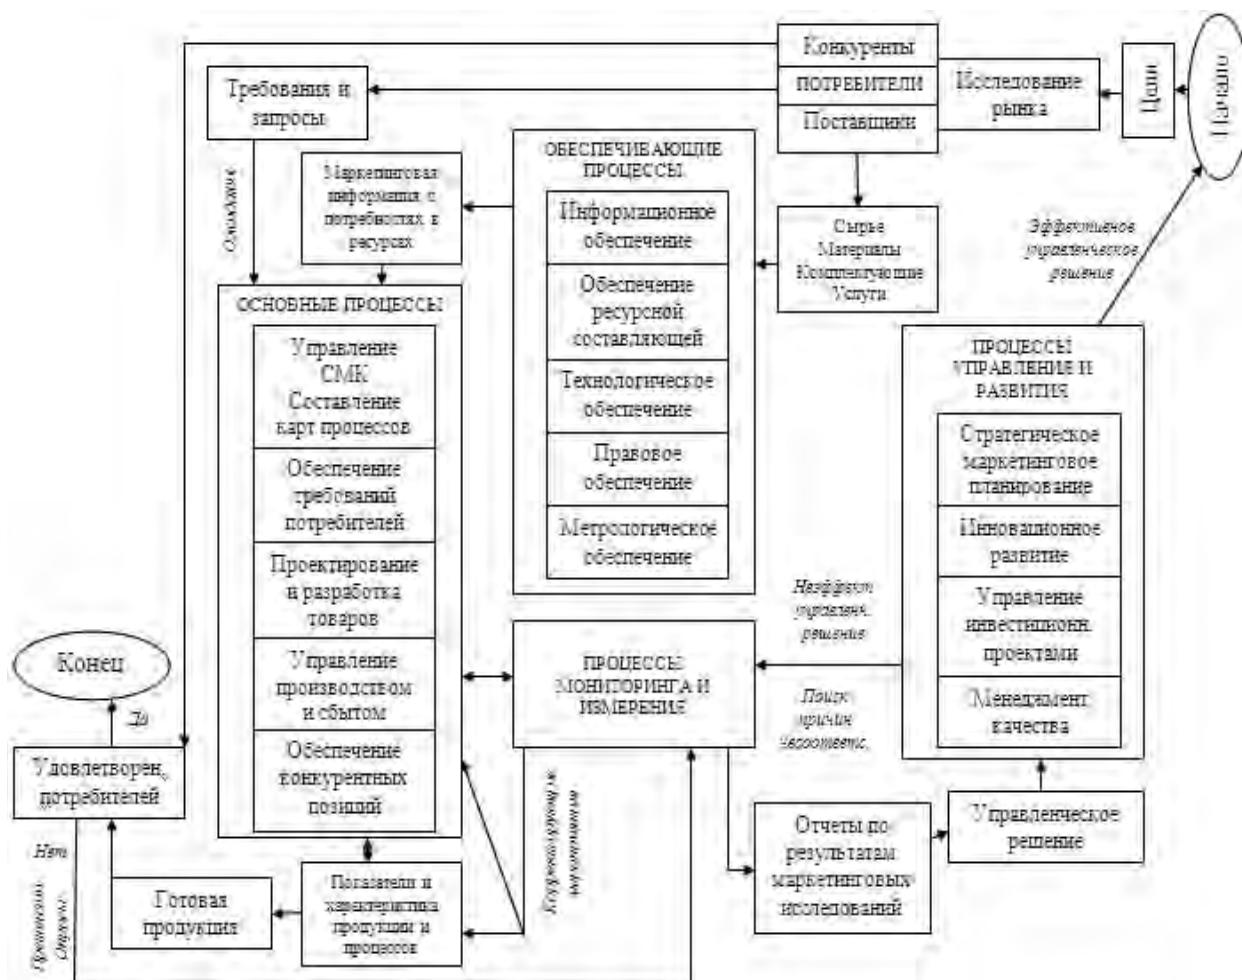 Конкуренты
ПОТРЕБИТЕЛИ
Поставщики
Исследование
рынка
Цели
Начало
Требования и
запросы
Ожидание
Маркетинговая
информация о
потребностях в
ресурсах
ОБЕСПЕЧИВАЮЩИЕ
ПРОЦЕССЫ
Информационное
обеспечение
Обеспечение
ресурсной
составляющей
Технологическое
обеспечение
Правовое
обеспечение
Метрологическое
обеспечение
Сырье
Материалы
Комплектующие
Услуги
Эффективное
управленческое
решение
ОСНОВНЫЕ ПРОЦЕССЫ
Управление
СМК
Составление
карт процессов
Обеспечение
требований
потребителей
Проектирование
и разработка
товаров
Управление
производством
и сбытом
Обеспечение
конкурентных
позиций
ПРОЦЕССЫ
УПРАВЛЕНИЯ И
РАЗВИТИЯ
Стратегическое
маркетинговое
планирование
Инновационное
развитие
Управление
инвестиционн.
проектами
Менеджмент
качества
Неэффект
управленч.
решение
Поиск
причин
ПРОЦЕССЫ
МОНИТОРИНГА И
ИЗМЕРЕНИЯ
Конец
Да
Удовлетворен.
потребителей
Нет
Готовая
продукция
Показатели и
характеристика
продукции и
процессов
Отчеты по
результатам
маркетинговых
исследований
Управленческое
решение